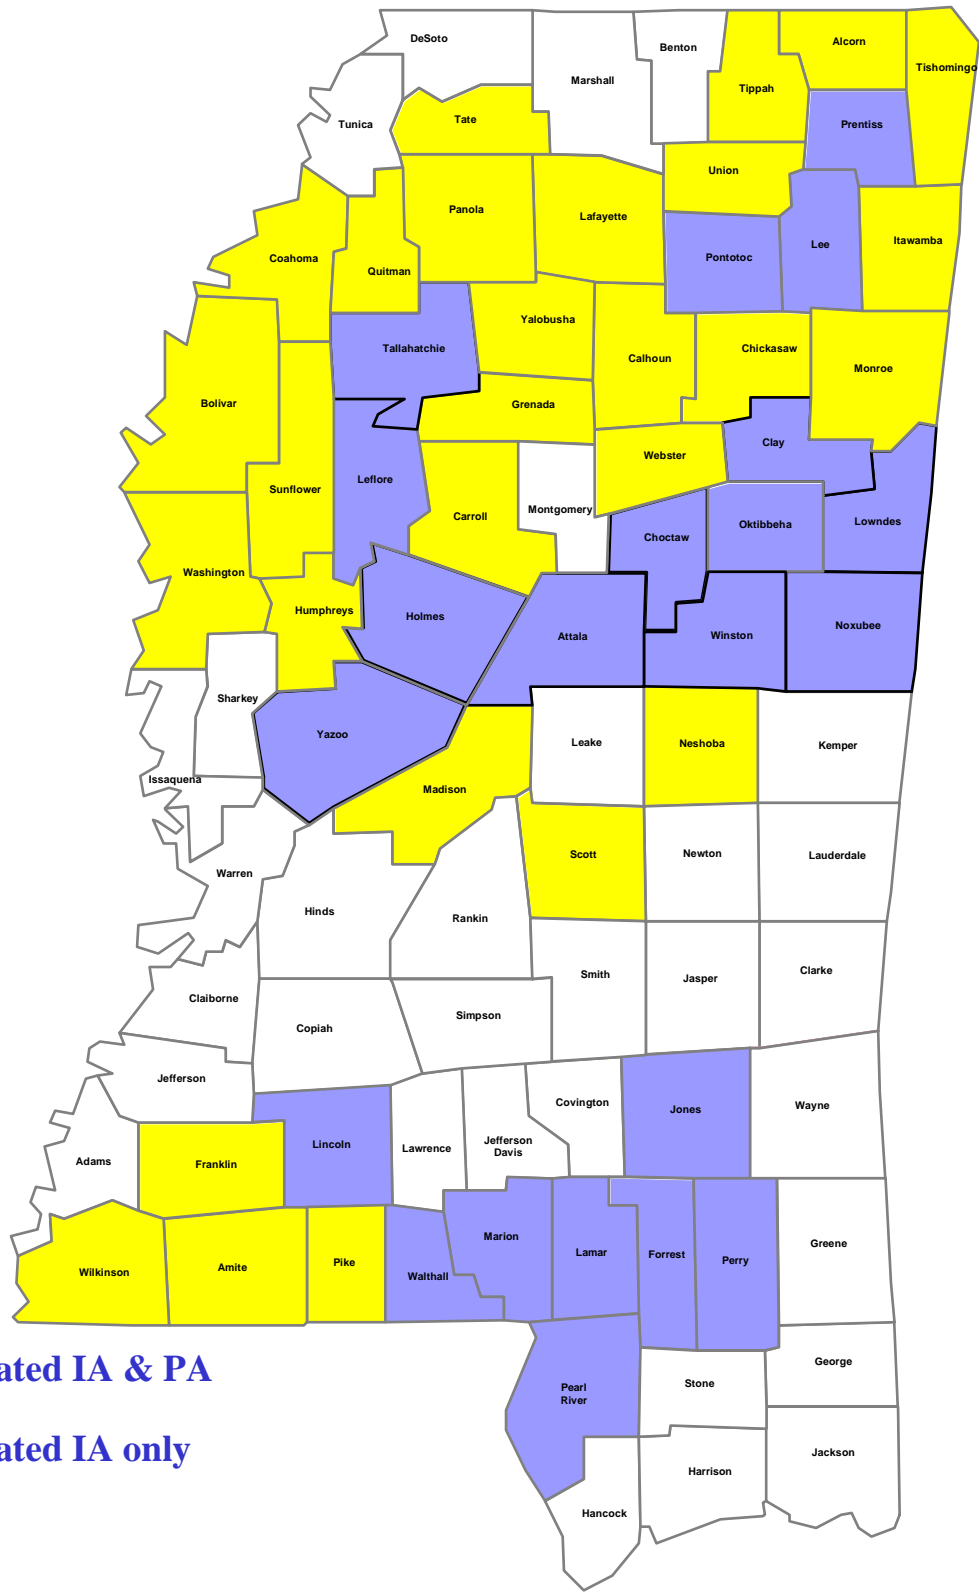 DeSoto
Benton
Alcorn
Marshall
Tishomingo
Tippah
Tate
Tunica
Prentiss
Union
Panola
Lafayette
Coahoma
Quitman
Pontotoc
Lee
Itawamba
Tallahatchie
Yalobusha
Calhoun
Chickasaw
Monroe
Bolivar
Grenada
Clay
Webster
Sunflower
Leflore
Carroll
Montgomery
Choctaw
Oktibbeha
Lowndes
Washington
Humphreys
Holmes
Attala
Winston
Noxubee
Sharkey
Yazoo
Leake
Neshoba
Kemper
Issaquena
Madison
Scott
Newton
Lauderdale
Warren
Hinds
Rankin
Smith
Jasper
Clarke
Claiborne
Copiah
Simpson
Jefferson
Covington
Jones
Wayne
Adams
Franklin
Lincoln
Lawrence
Jefferson
Davis
Wilkinson
Amite
Pike
Walthall
Marion
Lamar
Forrest
Perry
Greene
ated IA & PA
George
Stone
Pearl
River
ated IA only
Harrison
Jackson
Hancock